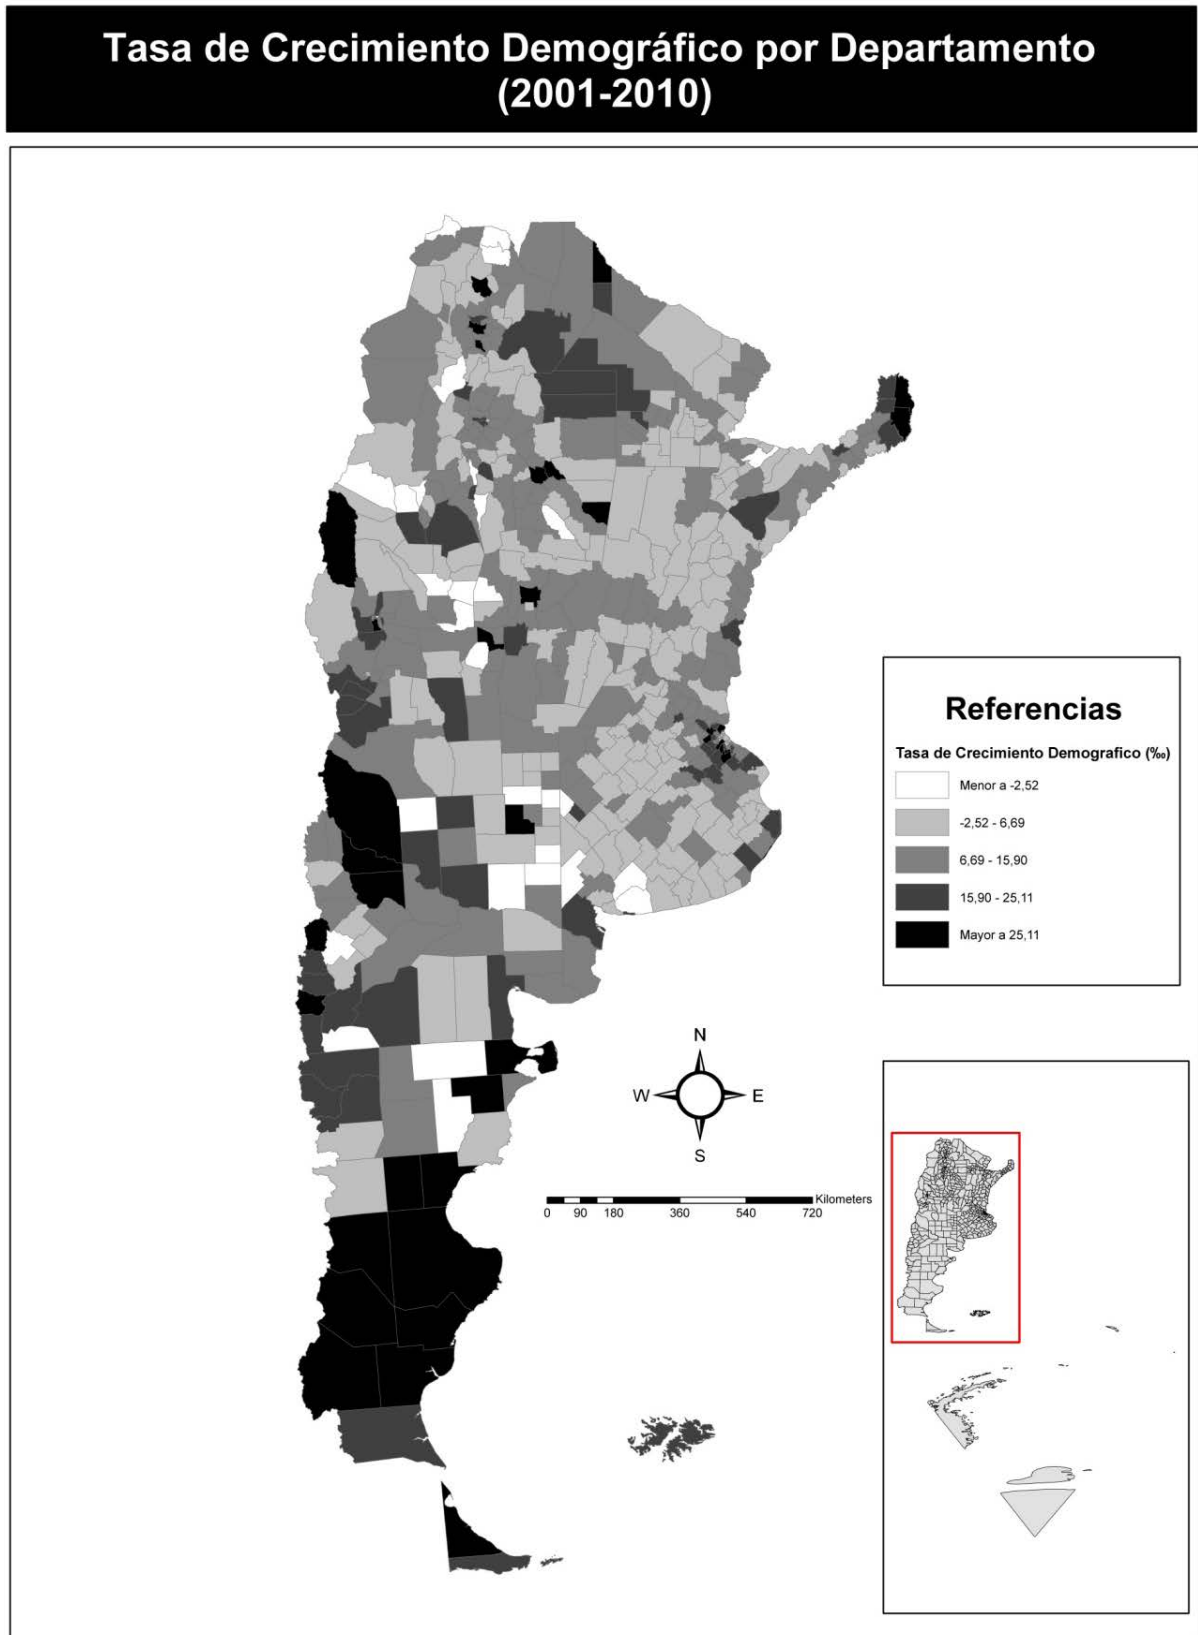 Tasa de Crecimiento Demográfico por Departamento
(2001-2010)
Referencias
Tasa de Crecimiento Demografico (‰)
Menor a -2,52
-2,52 - 6,69
6,69 - 15,90
15,90 - 25,11
Mayor a 25,11
N
W E
S
Kilometers
0 90 180 360 540 720